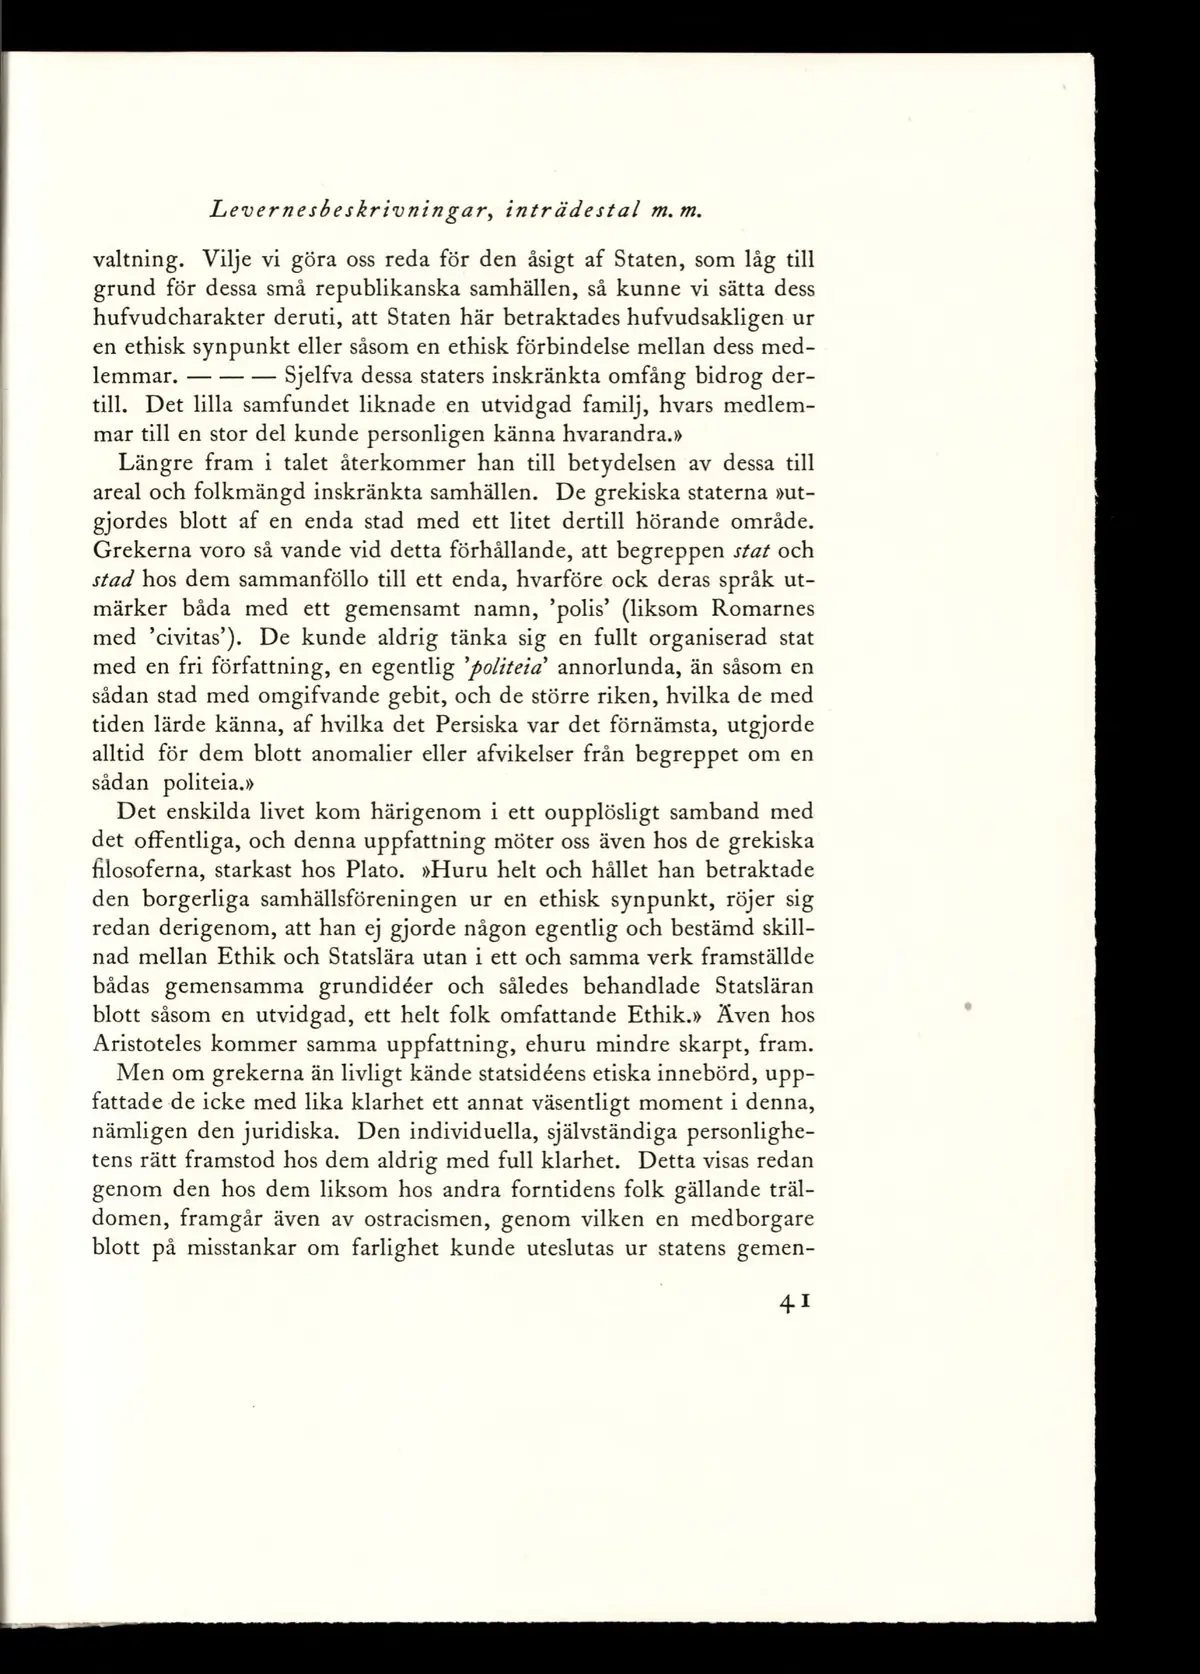 Levernesbeskrivningar, inträdestal m. m.
valtning. Vilje vi göra oss reda för den åsigt af Staten, som låg till
grund för dessa små republikanska samhällen, så kunne vi sätta dess
hufvudcharakter deruti, att Staten här betraktades hufvudsakligen ur
en ethisk synpunkt eller såsom en ethisk förbindelse mellan dess med-
lemmar. — — — Sjelfva dessa staters inskränkta omfång bidrog der-
till. Det lilla samfundet liknade en utvidgad familj, hvars medlem-
mar till en stor del kunde personligen känna hvarandra.»
Längre fram i talet återkommer han till betydelsen av dessa till
areal och folkmängd inskränkta samhällen. De grekiska staterna »ut-
gjordes blott af en enda stad med ett litet dertill hörande område.
Grekerna voro så vande vid detta förhållande, att begreppen stat och
stad hos dem sammanföllo till ett enda, hvarföre ock deras språk ut-
märker båda med ett gemensamt namn, 'polis' (liksom Romarnes
med 'civitas'). De kunde aldrig tänka sig en fullt organiserad stat
med en fri författning, en egentlig 'politeia' annorlunda, än såsom en
sådan stad med omgifvande gebit, och de större riken, hvilka de med
tiden lärde känna, af hvilka det Persiska var det förnämsta, utgjorde
alltid för dem blott anomalier eller afvikelser från begreppet om en
sådan politeia.»
Det enskilda livet kom härigenom i ett oupplösligt samband med
det offentliga, och denna uppfattning möter oss även hos de grekiska
filosoferna, starkast hos Plato. »Huru helt och hållet han betraktade
den borgerliga samhällsföreningen ur en ethisk synpunkt, röjer sig
redan derigenom, att han ej gjorde någon egentlig och bestämd skill-
nad mellan Ethik och Statslära utan i ett och samma verk framställde
bådas gemensamma grundidéer och således behandlade Statsläran
blott såsom en utvidgad, ett helt folk omfattande Ethik.» Även hos
Aristoteles kommer samma uppfattning, ehuru mindre skarpt, fram.
Men om grekerna än livligt kände statsidéens etiska innebörd, upp-
fattade de icke med lika klarhet ett annat väsentligt moment i denna,
nämligen den juridiska. Den individuella, självständiga personlighe-
tens rätt framstod hos dem aldrig med full klarhet. Detta visas redan
genom den hos dem liksom hos andra forntidens folk gällande träl-
domen, framgår även av ostracismen, genom vilken en medborgare
blott på misstankar om farlighet kunde uteslutas ur statens gemen-
41